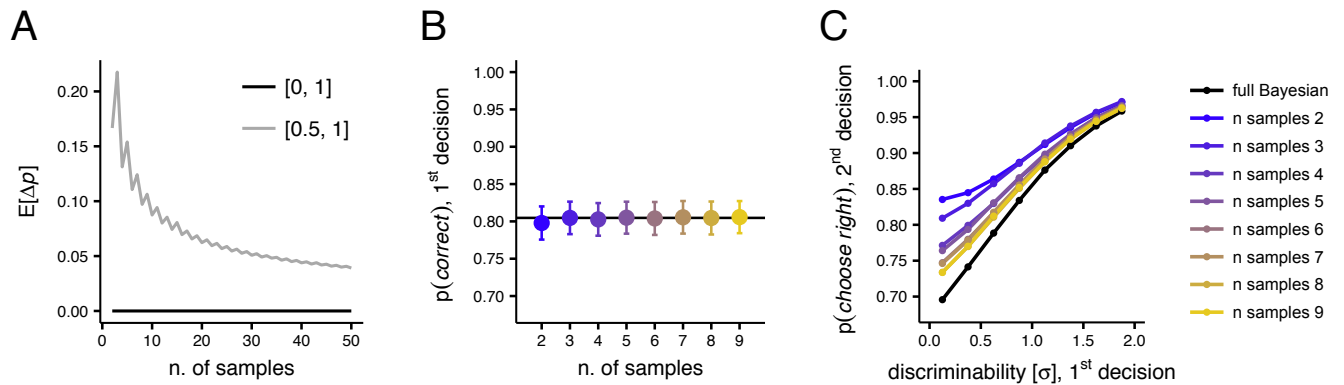 A
E[Δp]
0.20
0.15
0.10
0.05
0.00
[0, 1]
[0.5, 1]
0 10 20 30 40 50
n. of samples
B
p(correct), 1st decision
1.00
0.95
0.90
0.85
0.80
0.75
0.70
2 3 4 5 6 7 8 9
n. of samples
C
p(choose right), 2nd decision
1.00
0.95
0.90
0.85
0.80
0.75
0.70
0.0 0.5 1.0 1.5 2.0
discriminability [σ], 1st decision
full Bayesian
n samples 2
n samples 3
n samples 4
n samples 5
n samples 6
n samples 7
n samples 8
n samples 9